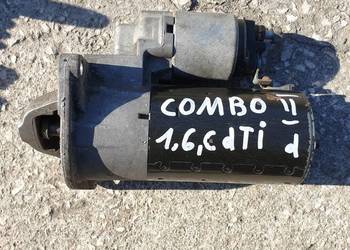 COMBO II
1,6,CdTi d